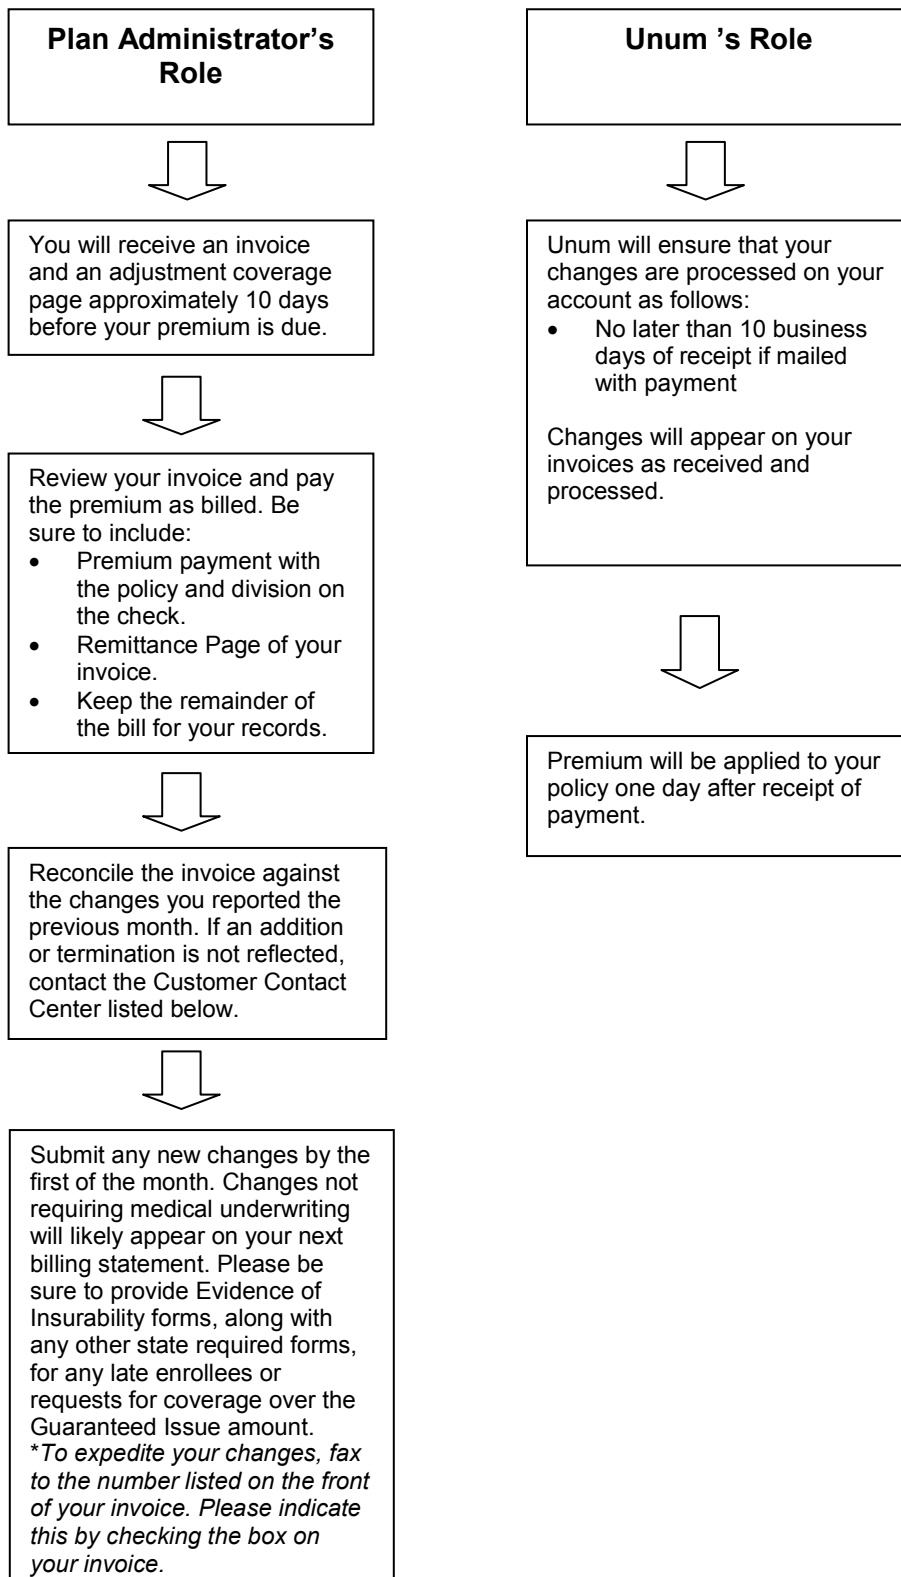 Plan Administrator’s
Role
You will receive an invoice
and an adjustment coverage
page approximately 10 days
before your premium is due.
Review your invoice and pay
the premium as billed. Be
sure to include:
• Premium payment with
the policy and division on
the check.
• Remittance Page of your
invoice.
• Keep the remainder of
the bill for your records.
Reconcile the invoice against
the changes you reported the
previous month. If an addition
or termination is not reflected,
contact the Customer Contact
Center listed below.
Submit any new changes by the
first of the month. Changes not
requiring medical underwriting
will likely appear on your next
billing statement. Please be
sure to provide Evidence of
Insurability forms, along with
any other state required forms,
for any late enrollees or
requests for coverage over the
Guaranteed Issue amount.
*To expedite your changes, fax
to the number listed on the front
of your invoice. Please indicate
this by checking the box on
your invoice.
Unum ’s Role
Unum will ensure that your
changes are processed on your
account as follows:
• No later than 10 business
days of receipt if mailed
with payment
Changes will appear on your
invoices as received and
processed.
Premium will be applied to your
policy one day after receipt of
payment.